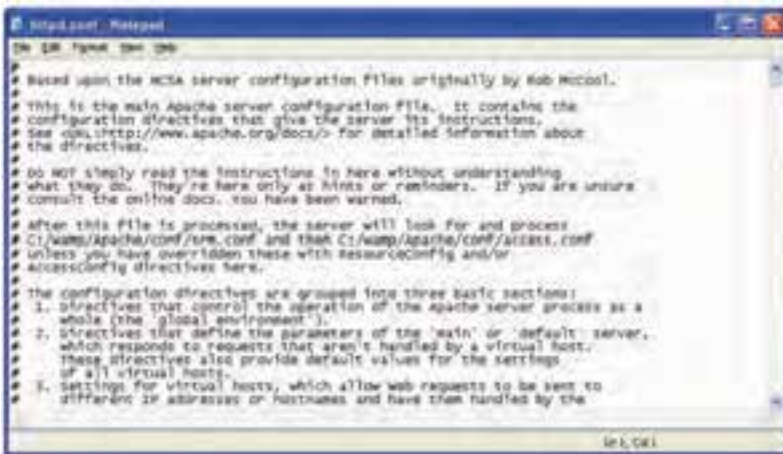 httpd.conf - Notepad
File Edit Format View Help
#
# Based upon the NCSA server configuration files originally by Rob McCool.
#
# This is the main Apache server configuration file.  It contains the
# configuration directives that give the server its instructions.
# See <URL:http://www.apache.org/docs/> for detailed information about
# the directives.
#
# Do NOT simply read the instructions in here without understanding
# what they do.  They're here only as hints or reminders.  If you are unsure
# consult the online docs. You have been warned.
#
# After this file is processed, the server will look for and process
# C:/wamp/Apache/conf/srm.conf and then C:/wamp/Apache/conf/access.conf
# unless you have overridden these with ResourceConfig and/or
# AccessConfig directives here.
#
# The configuration directives are grouped into three basic sections:
#  1. Directives that control the operation of the Apache server process as a
#     whole (the 'global environment').
#  2. Directives that define the parameters of the 'main' or 'default' server,
#     which responds to requests that aren't handled by a virtual host.
#     These directives also provide default values for the settings
#     of all virtual hosts.
#  3. Settings for virtual hosts, which allow Web requests to be sent to
#     different IP addresses or hostnames and have them handled by the
Ln 1, Col 1